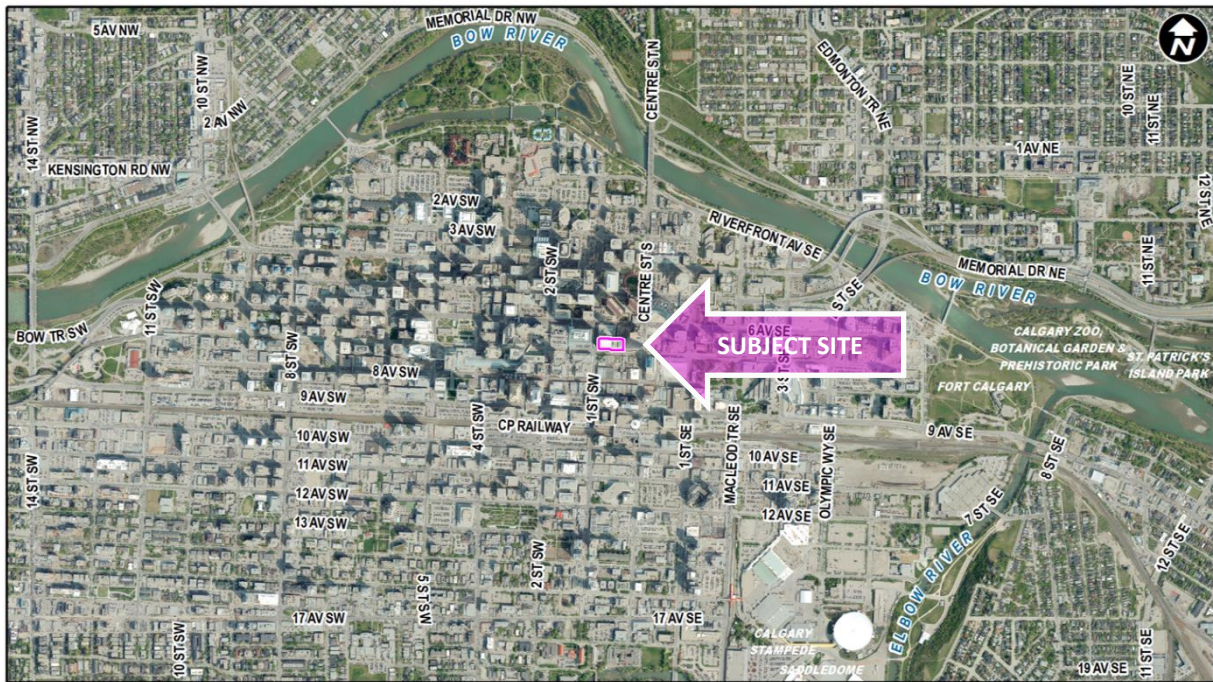 5 AV NW
MEMORIAL DR NW
BOW RIVER
N
10 ST NW
2 AV NW
14 ST NW
KENSINGTON RD NW
CENTRE ST N
EDMONTON TR NE
10 ST NE
11 ST NE
1 AV NE
12 ST NE
2 AV SW
3 AV SW
RIVERFRONT AV SE
11 ST NE
2 ST SW
CENTRE ST S
MEMORIAL DR NE
BOW RIVER
BOW TR SW
11 ST SW
8 ST SW
8 AV SW
9 AV SW
SUBJECT SITE
6 AV SE
ST SE
3 ST SE
CALGARY ZOO,
BOTANICAL GARDEN &
PREHISTORIC PARK
ST. PATRICK'S
ISLAND PARK
FORT CALGARY
1 ST SW
4 ST SW
CP RAILWAY
9 AV SE
10 AV SW
11 AV SW
12 AV SW
13 AV SW
14 ST SW
1 ST SE
MACLEOD TR SE
10 AV SE
11 AV SE
12 AV SE
OLYMPIC WY SE
8 ST SE
7 ST SE
12 ST SE
ELBOW RIVER
5 ST SW
2 ST SW
17 AV SW
17 AV SE
10 ST SW
CALGARY
STAMPEDE
SADDLEDOME
19 AV SE
11 ST SE